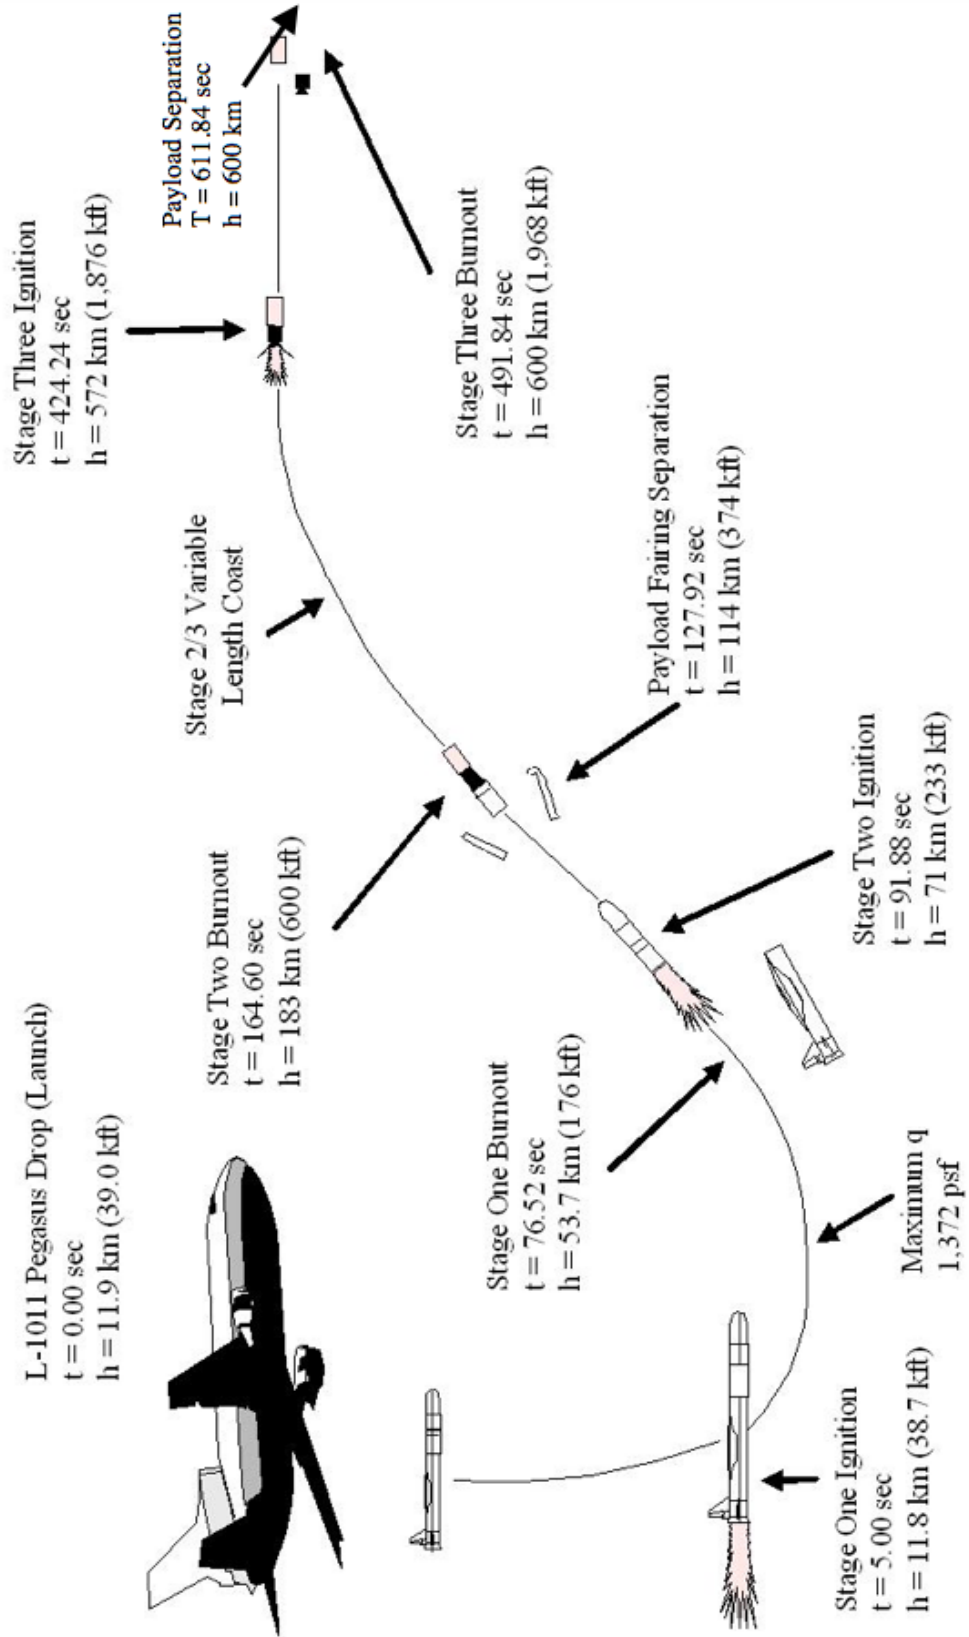 L-1011 Pegasus Drop (Launch)
t = 0.00 sec
h = 11.9 km (39.0 kft)
Stage Two Burnout
t = 164.60 sec
h = 183 km (600 kft)
Stage 2/3 Variable
Length Coast
Stage Three Ignition
t = 424.24 sec
h = 572 km (1,876 kft)
Payload Separation
T = 611.84 sec
h = 600 km
Stage One Burnout
t = 76.52 sec
h = 53.7 km (176 kft)
Stage Three Burnout
t = 491.84 sec
h = 600 km (1,968 kft)
Payload Fairing Separation
t = 127.92 sec
h = 114 km (374 kft)
Stage One Ignition
t = 5.00 sec
h = 11.8 km (38.7 kft)
Maximum q
1,372 psf
Stage Two Ignition
t = 91.88 sec
h = 71 km (233 kft)